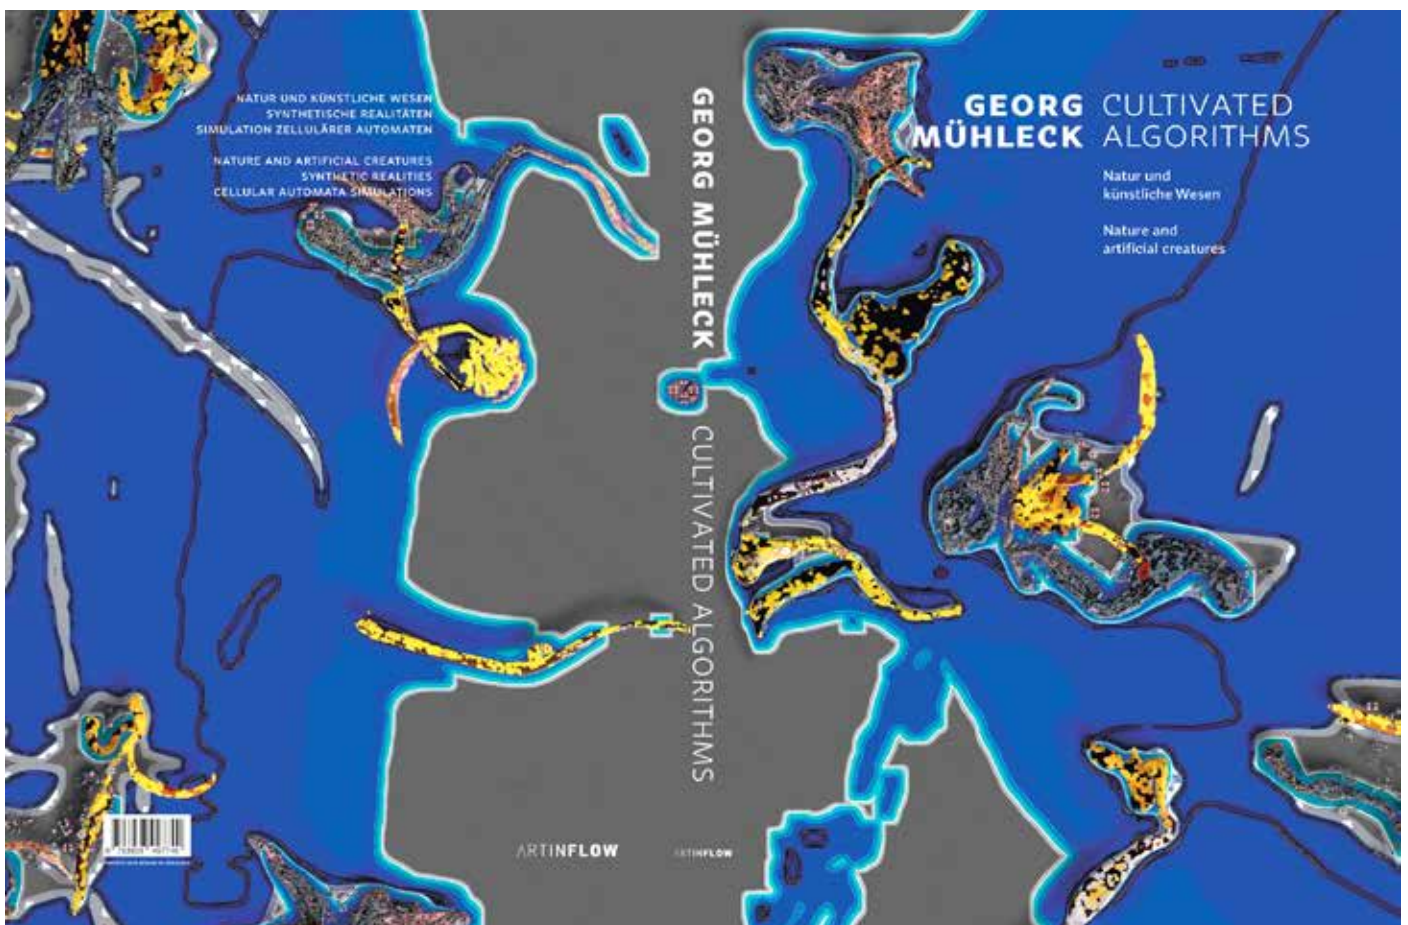 NATUR UND KÜNSTLICHE WESEN
SYNTHETISCHE REALITÄTEN
SIMULATION ZELLULÄRER AUTOMATEN
NATURE AND ARTIFICIAL CREATURES
SYNTHETIC REALITIES
CELLULAR AUTOMATA SIMULATIONS
ARTINFLOW
GEORG MÜHLECK CULTIVATED ALGORITHMS
ARTINFLOW
GEORG
MÜHLECK
CULTIVATED
ALGORITHMS
Natur und
künstliche Wesen
Nature and
artificial creatures